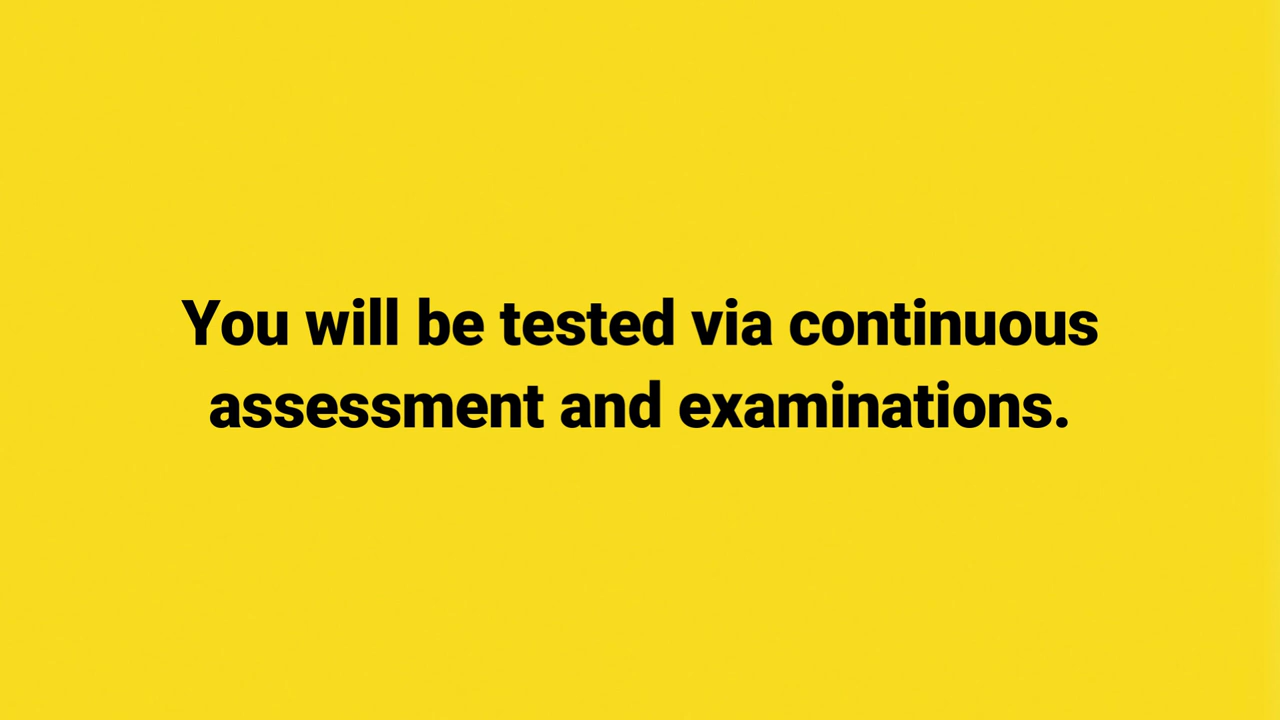 You will be tested via continuous
assessment and examinations.